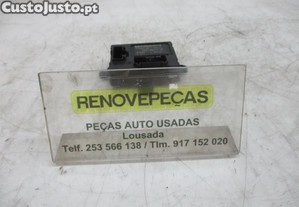 CustoJusto.pt
RENOVEPEÇAS
PEÇAS AUTO USADAS
Lousada
Telf. 253 566 138 / Tlm. 917 152 020